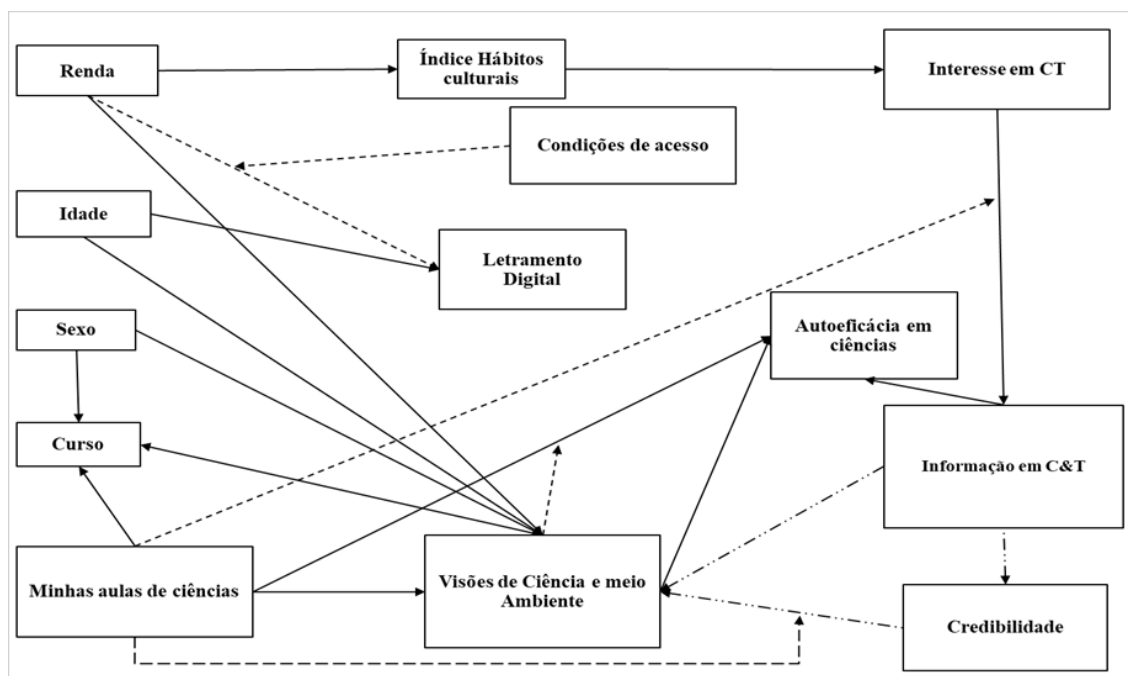 Renda
Índice Hábitos
culturais
Interesse em CT
Condições de acesso
Idade
Letramento
Digital
Sexo
Autoeficácia em
ciências
Curso
Informação em C&T
Minhas aulas de ciências
Visões de Ciência e meio
Ambiente
Credibilidade